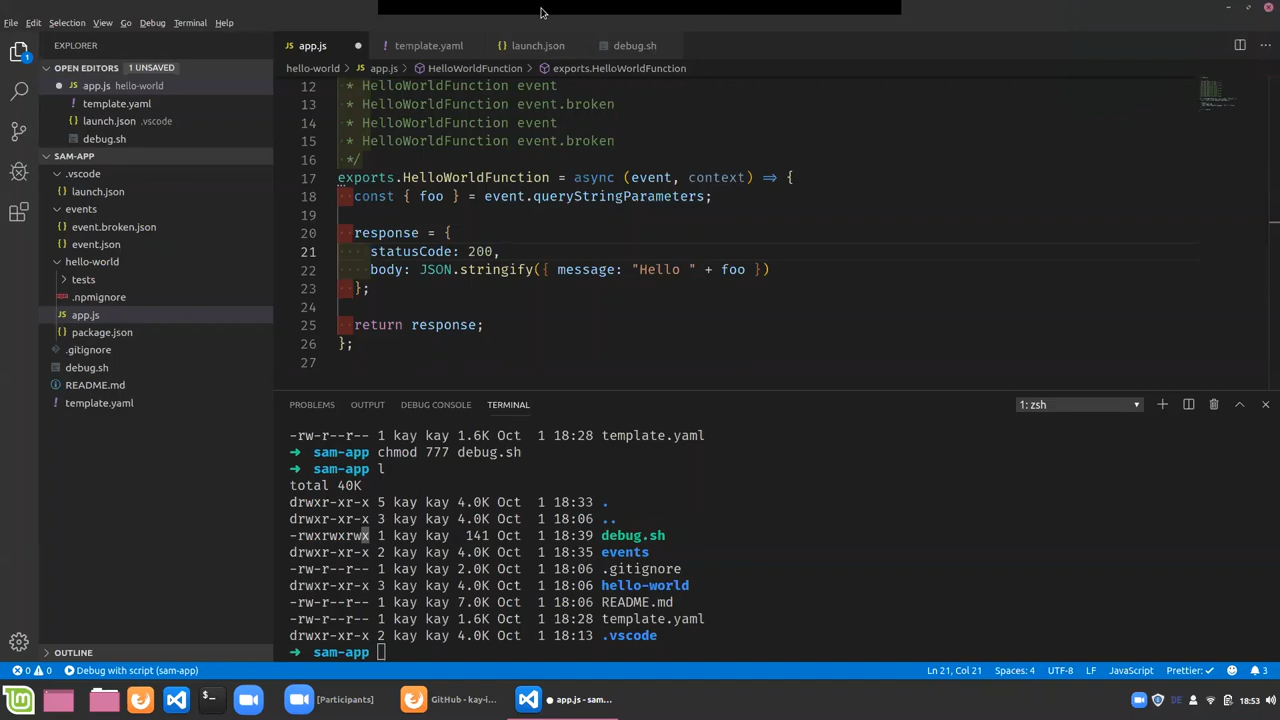 File Edit Selection View Go Debug Terminal Help
EXPLORER
OPEN EDITORS 1 UNSAVED
app.js hello-world
template.yaml
launch.json .vscode
debug.sh
SAM-APP
.vscode
launch.json
events
event.broken.json
event.json
hello-world
tests
.npmignore
app.js
package.json
.gitignore
debug.sh
README.md
template.yaml
OUTLINE
app.js template.yaml launch.json debug.sh
hello-world > app.js > HelloWorldFunction > exports.HelloWorldFunction
12 * HelloWorldFunction event
13 * HelloWorldFunction event.broken
14 * HelloWorldFunction event
15 * HelloWorldFunction event.broken
16 */
17 exports.HelloWorldFunction = async (event, context) => {
18 const { foo } = event.queryStringParameters;
19
20 response = {
21 statusCode: 200,
22 body: JSON.stringify({ message: "Hello " + foo })
23 };
24
25 return response;
26 };
27
PROBLEMS OUTPUT DEBUG CONSOLE TERMINAL 1: zsh
-rw-r--r-- 1 kay kay 1.6K Oct 1 18:28 template.yaml
➜ sam-app chmod 777 debug.sh
➜ sam-app l
total 40K
drwxr-xr-x 5 kay kay 4.0K Oct 1 18:33 .
drwxr-xr-x 3 kay kay 4.0K Oct 1 18:06 ..
-rwxrwxrwx 1 kay kay 141 Oct 1 18:39 debug.sh
drwxr-xr-x 2 kay kay 4.0K Oct 1 18:35 events
-rw-r--r-- 1 kay kay 2.0K Oct 1 18:06 .gitignore
drwxr-xr-x 3 kay kay 4.0K Oct 1 18:06 hello-world
-rw-r--r-- 1 kay kay 7.0K Oct 1 18:06 README.md
-rw-r--r-- 1 kay kay 1.6K Oct 1 18:28 template.yaml
drwxr-xr-x 2 kay kay 4.0K Oct 1 18:13 .vscode
➜ sam-app
0 0 Debug with script (sam-app) Ln 21, Col 21 Spaces: 4 UTF-8 LF JavaScript Prettier: ✓ 3
[Participants] GitHub - kay-i... ● app.js - sam... DE 18:53